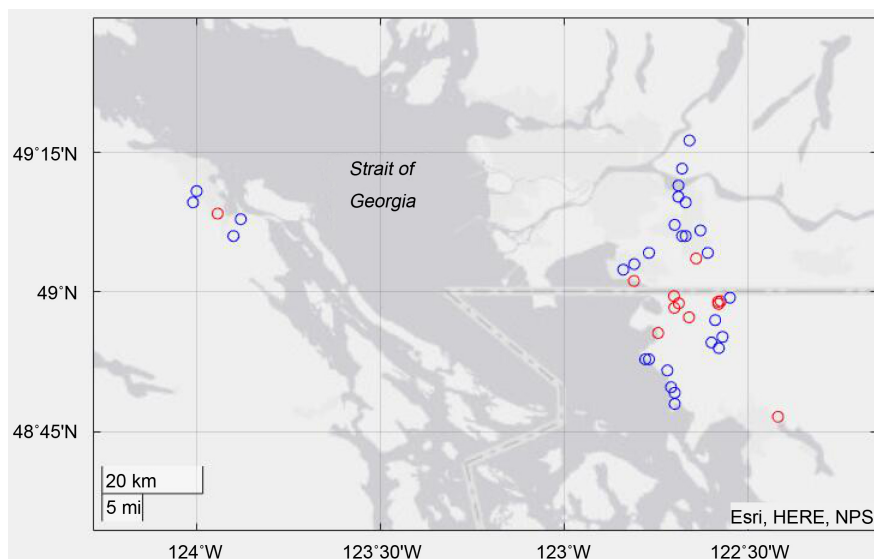 49°15'N
Strait of
Georgia
49°N
48°45'N
20 km
5 mi
Esri, HERE, NPS
124°W
123°30'W
123°W
122°30'W